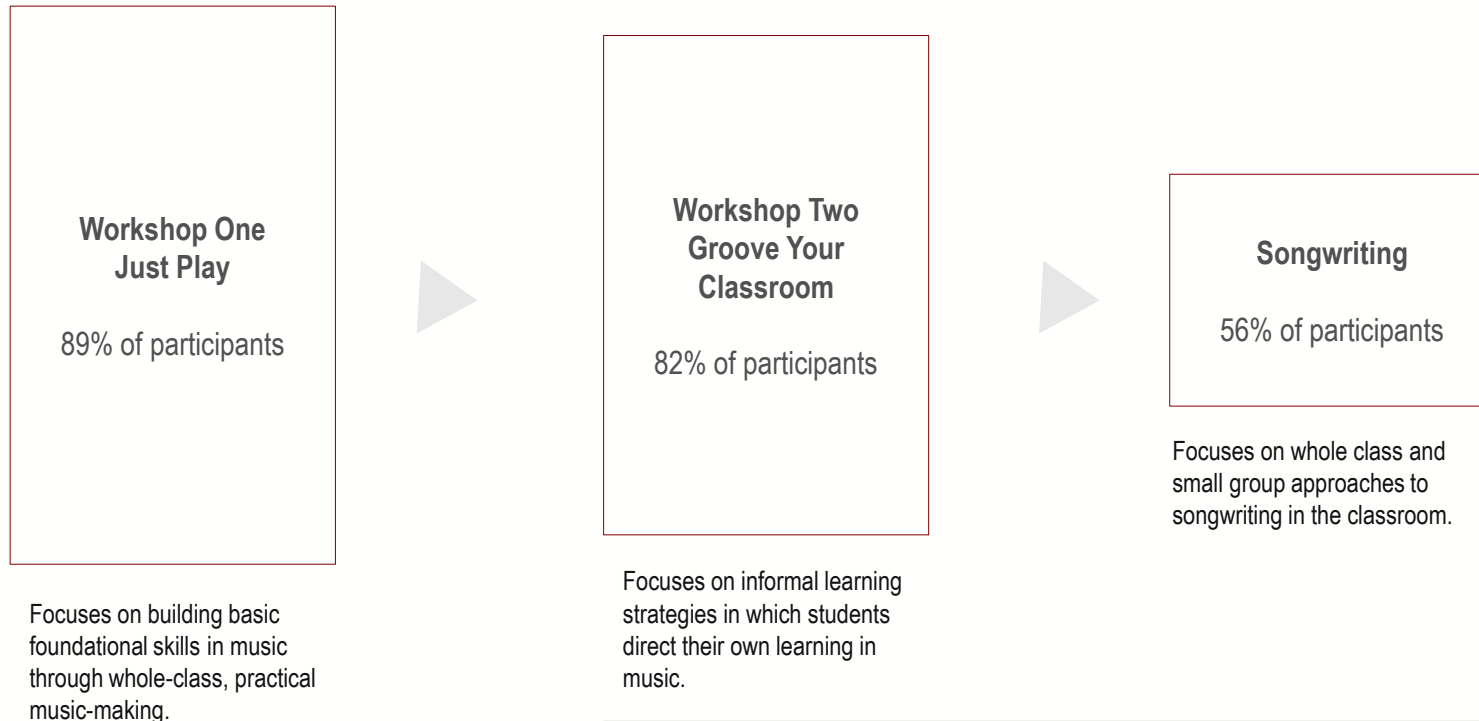 Workshop One
Just Play
89% of participants
Focuses on building basic
foundational skills in music
through whole-class, practical
music-making.
Workshop Two
Groove Your
Classroom
82% of participants
Focuses on informal learning
strategies in which students
direct their own learning in
music.
Songwriting
56% of participants
Focuses on whole class and
small group approaches to
songwriting in the classroom.